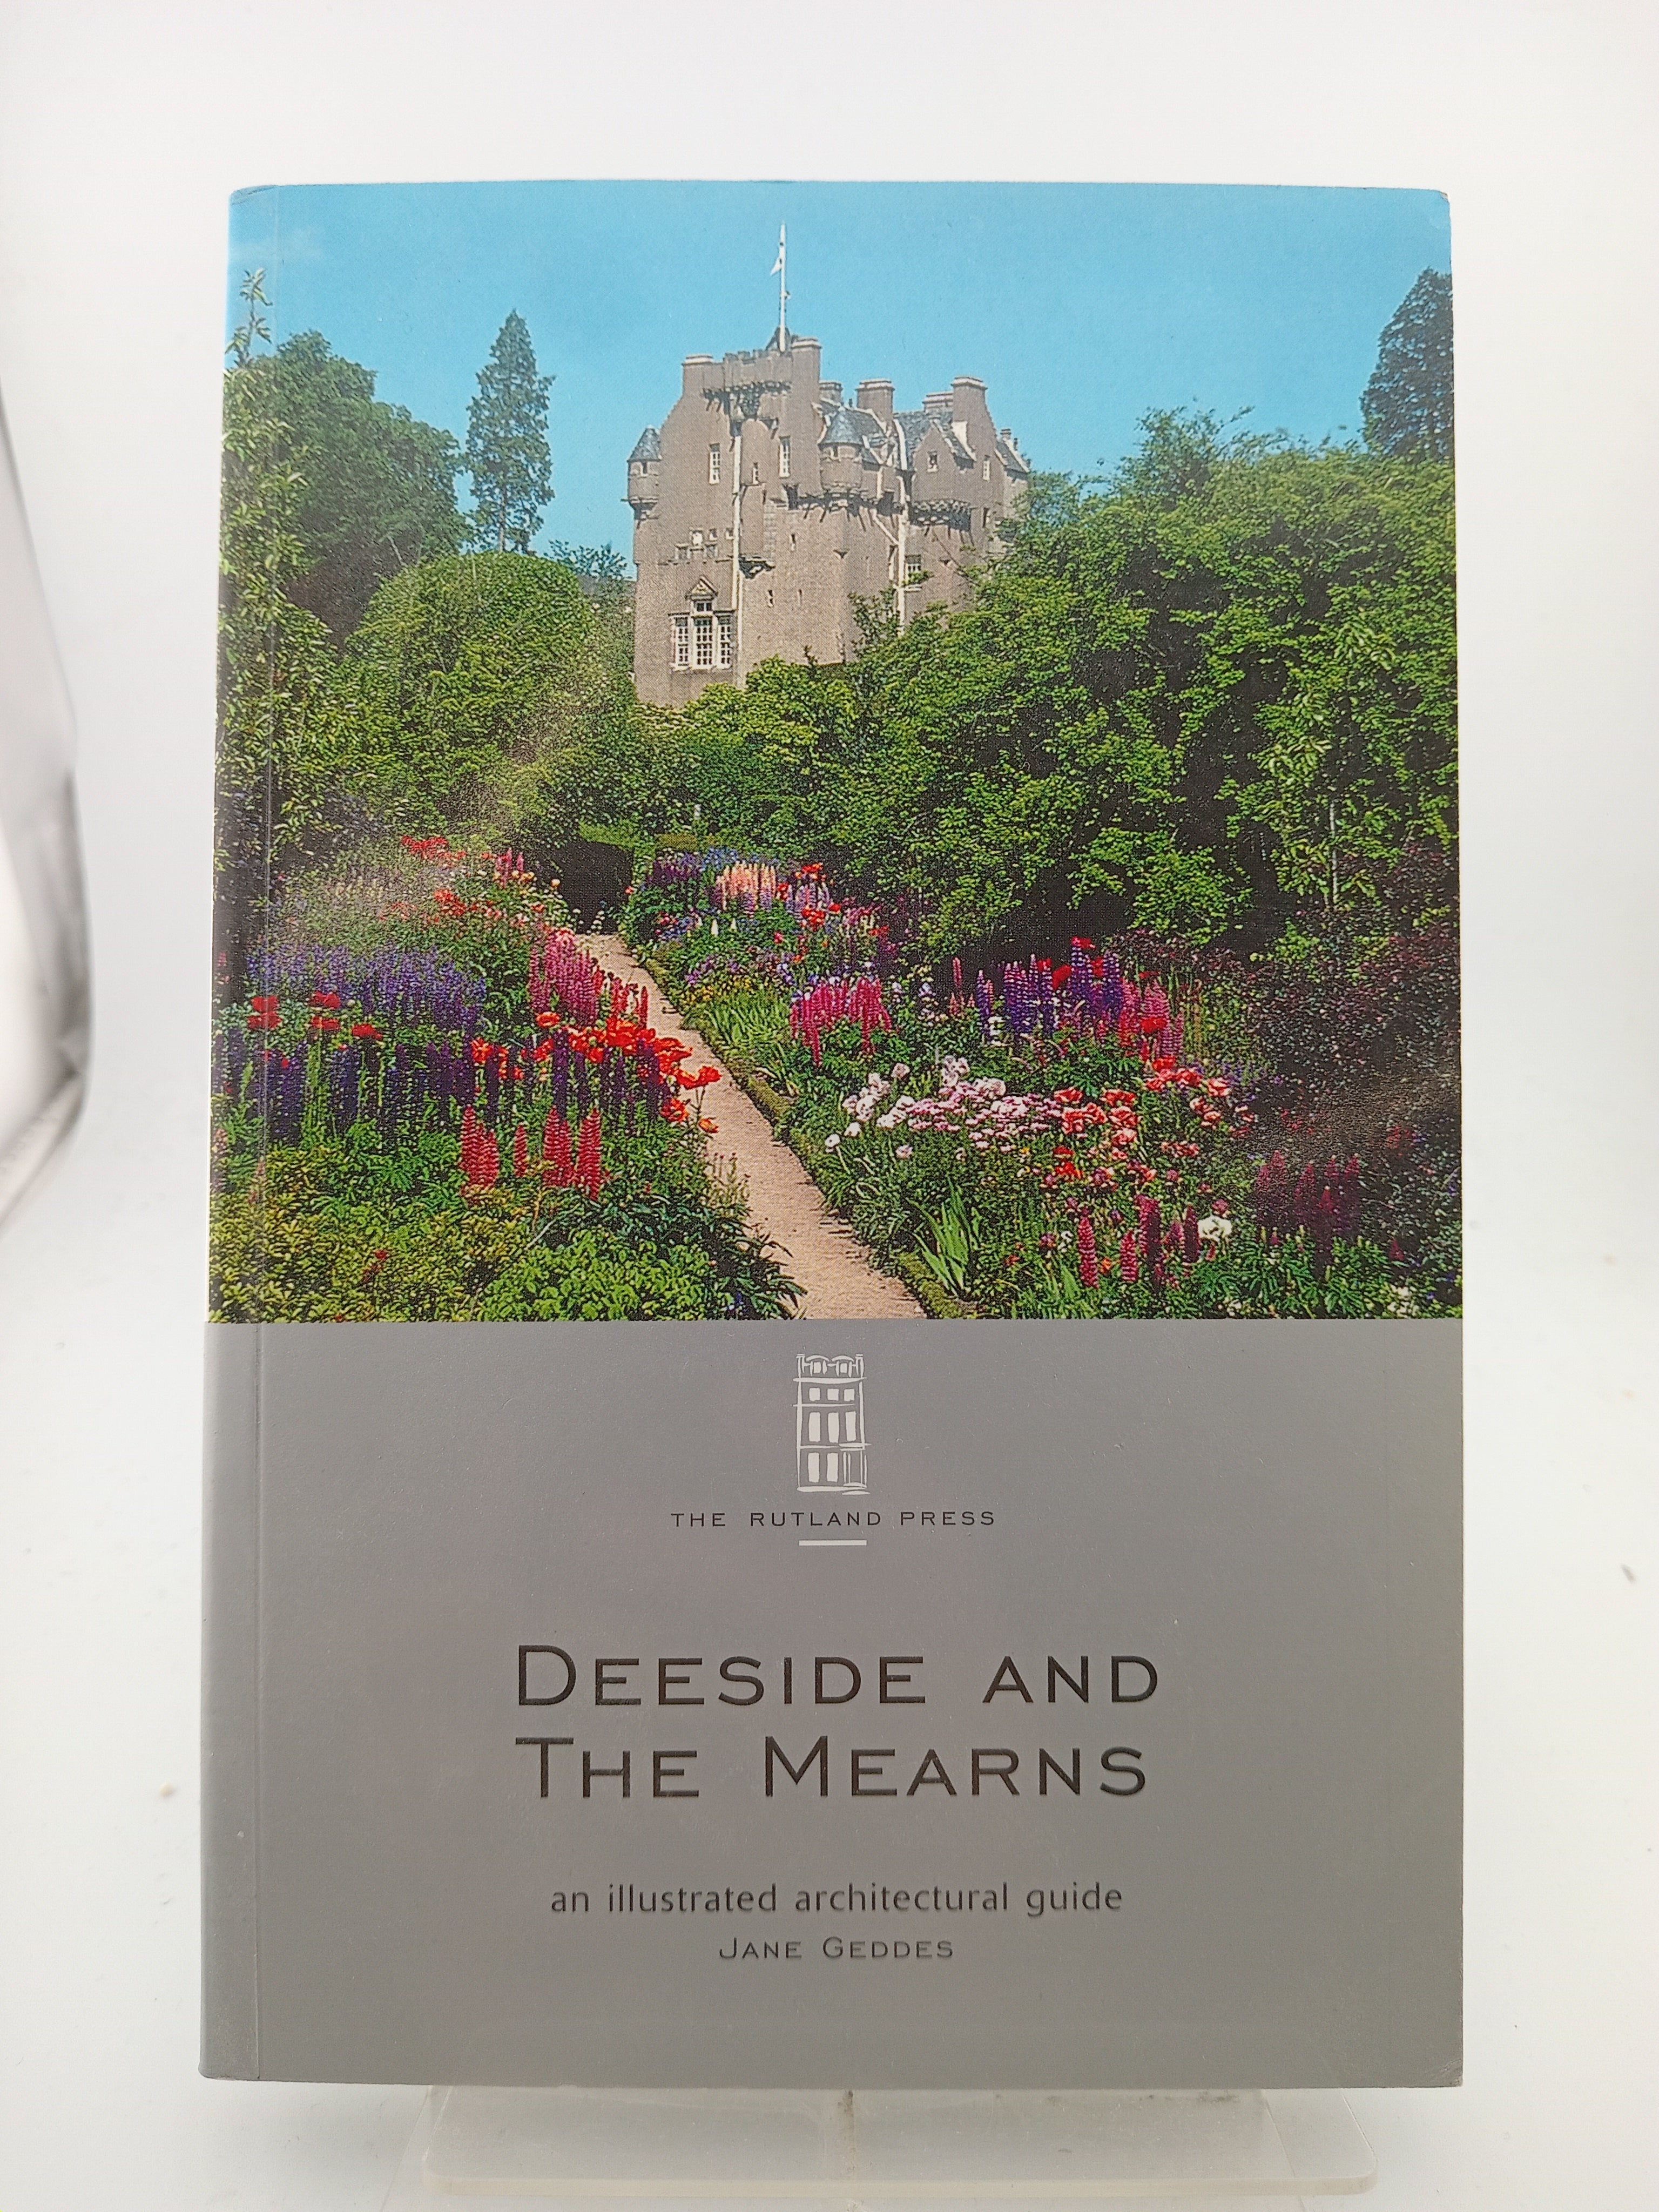 THE RUTLAND PRESS
DEESIDE AND
THE MEARNS
an illustrated architectural guide
JANE GEDDES